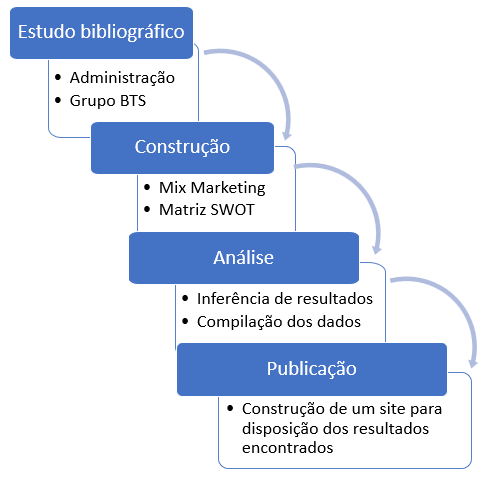 Estudo bibliográfico
• Administração
• Grupo BTS
Construção
• Mix Marketing
• Matriz SWOT
Análise
• Inferência de resultados
• Compilação dos dados
Publicação
• Construção de um site para
disposição dos resultados
encontrados